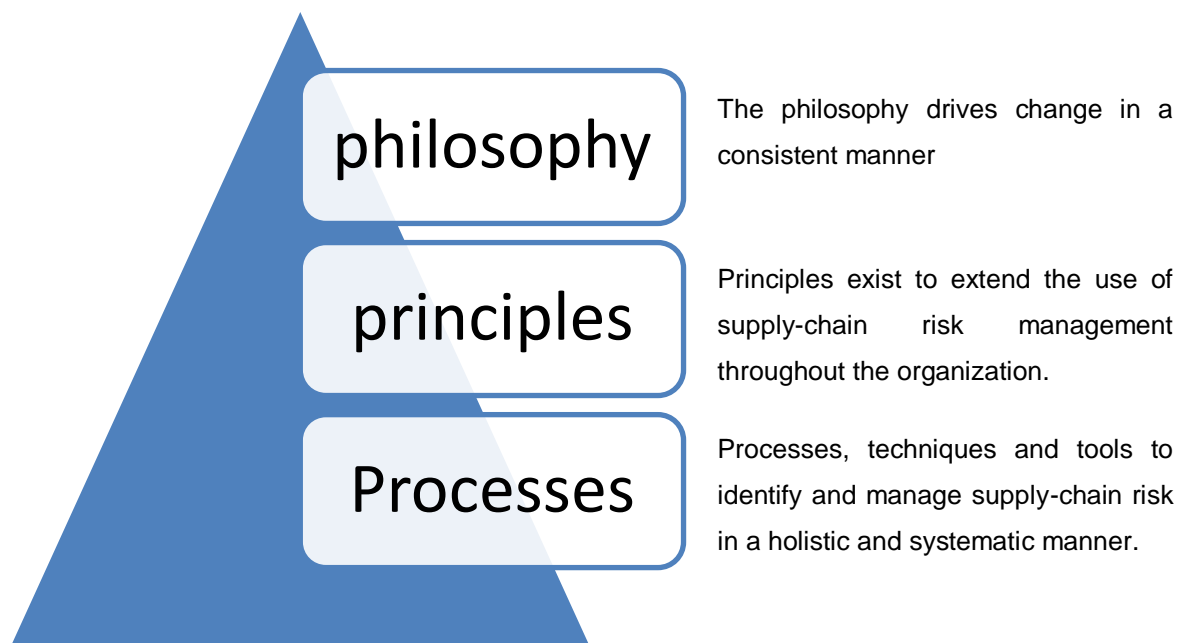 philosophy
The philosophy drives change in a
consistent manner
principles
Principles exist to extend the use of
supply-chain risk management
throughout the organization.
Processes
Processes, techniques and tools to
identify and manage supply-chain risk
in a holistic and systematic manner.